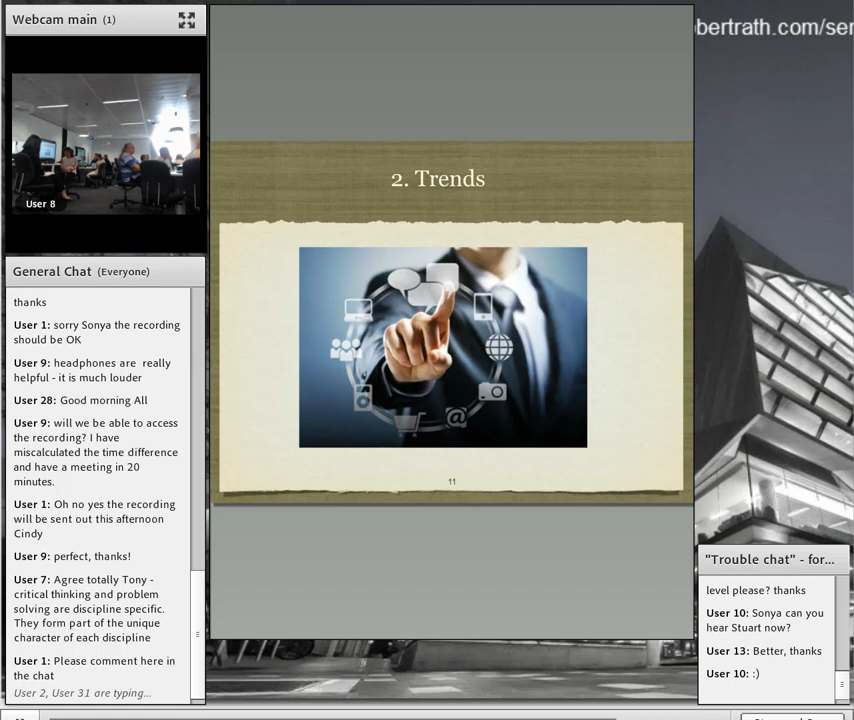 Webcam main (1)
User 8
General Chat (Everyone)
thanks
User 1: sorry Sonya the recording
should be OK
User 9: headphones are really
helpful - it is much louder
User 28: Good morning All
User 9: will we be able to access
the recording? I have
miscalculated the time difference
and have a meeting in 20
minutes.
User 1: Oh no yes the recording
will be sent out this afternoon
Cindy
User 9: perfect, thanks!
User 7: Agree totally Tony -
critical thinking and problem
solving are discipline specific.
They form part of the unique
character of each discipline
User 1: Please comment here in
the chat
User 2, User 31 are typing...
2. Trends
@
11
bertrath.com/ser
"Trouble chat" - for...
level please? thanks
User 10: Sonya can you
hear Stuart now?
User 13: Better, thanks
User 10: :)